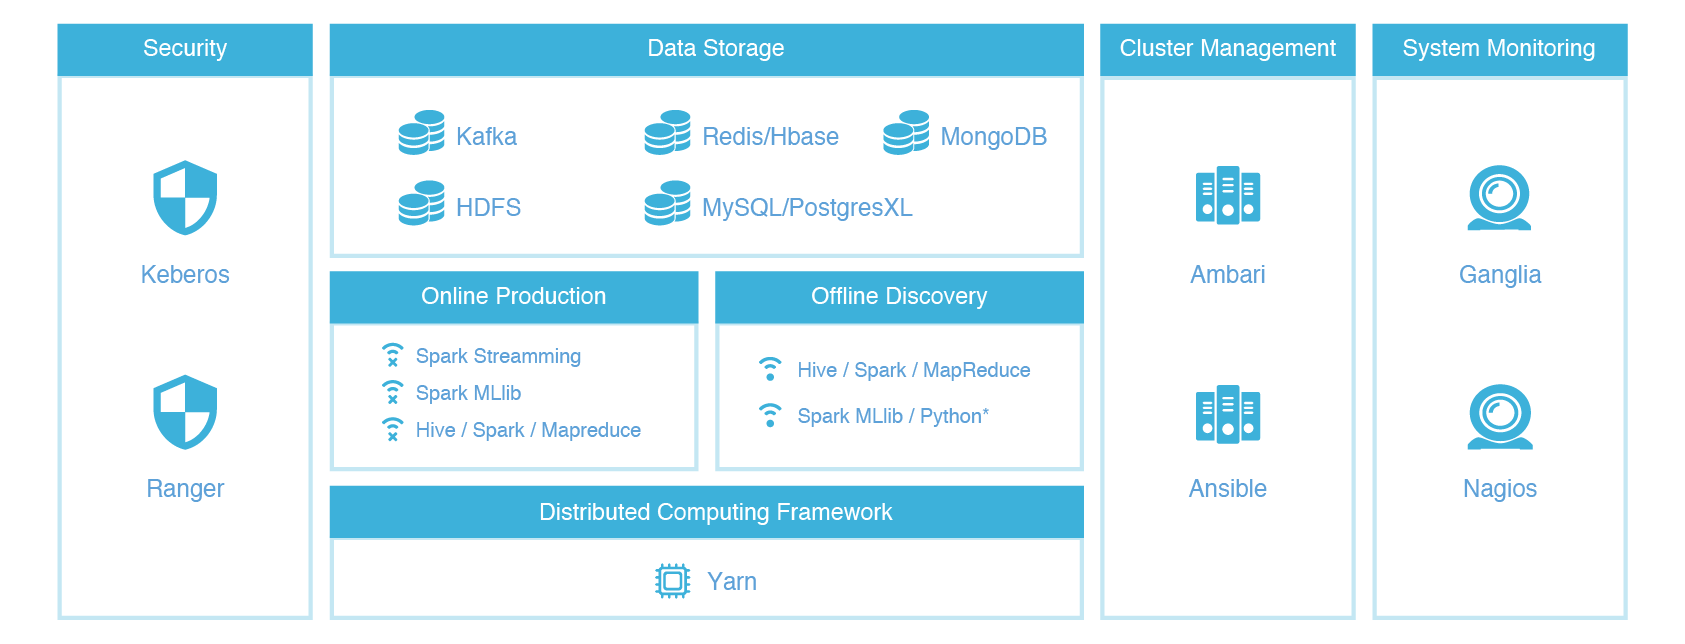 Security
Keberos
Ranger
Data Storage
Kafka
Redis/Hbase
MongoDB
HDFS
MySQL/PostgresXL
Online Production
Spark Streamming
Spark MLlib
Hive / Spark / Mapreduce
Offline Discovery
Hive / Spark / MapReduce
Spark MLlib / Python*
Distributed Computing Framework
Yarn
Cluster Management
Ambari
Ansible
System Monitoring
Ganglia
Nagios